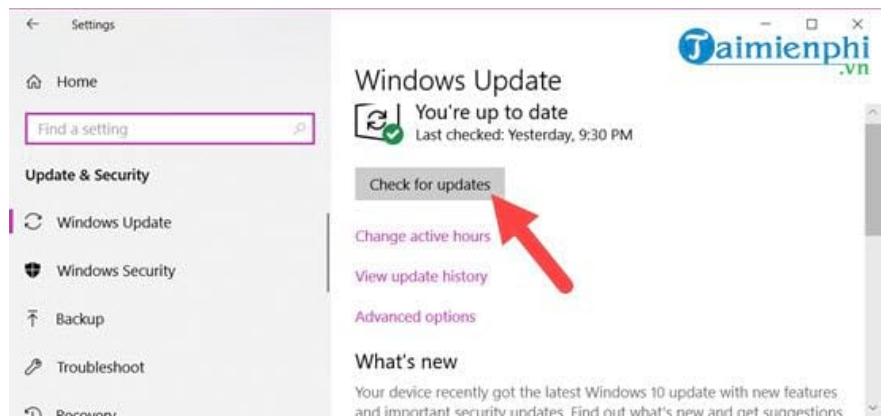 Settings
Taimienphi
.vn
Home
Find a setting
Update & Security
Windows Update
Windows Security
Backup
Troubleshoot
Recovery
Windows Update
You're up to date
Last checked: Yesterday, 9:30 PM
Check for updates
Change active hours
View update history
Advanced options
What's new
Your device recently got the latest Windows 10 update with new features
and important security updates. Find out what's new and get suggestions